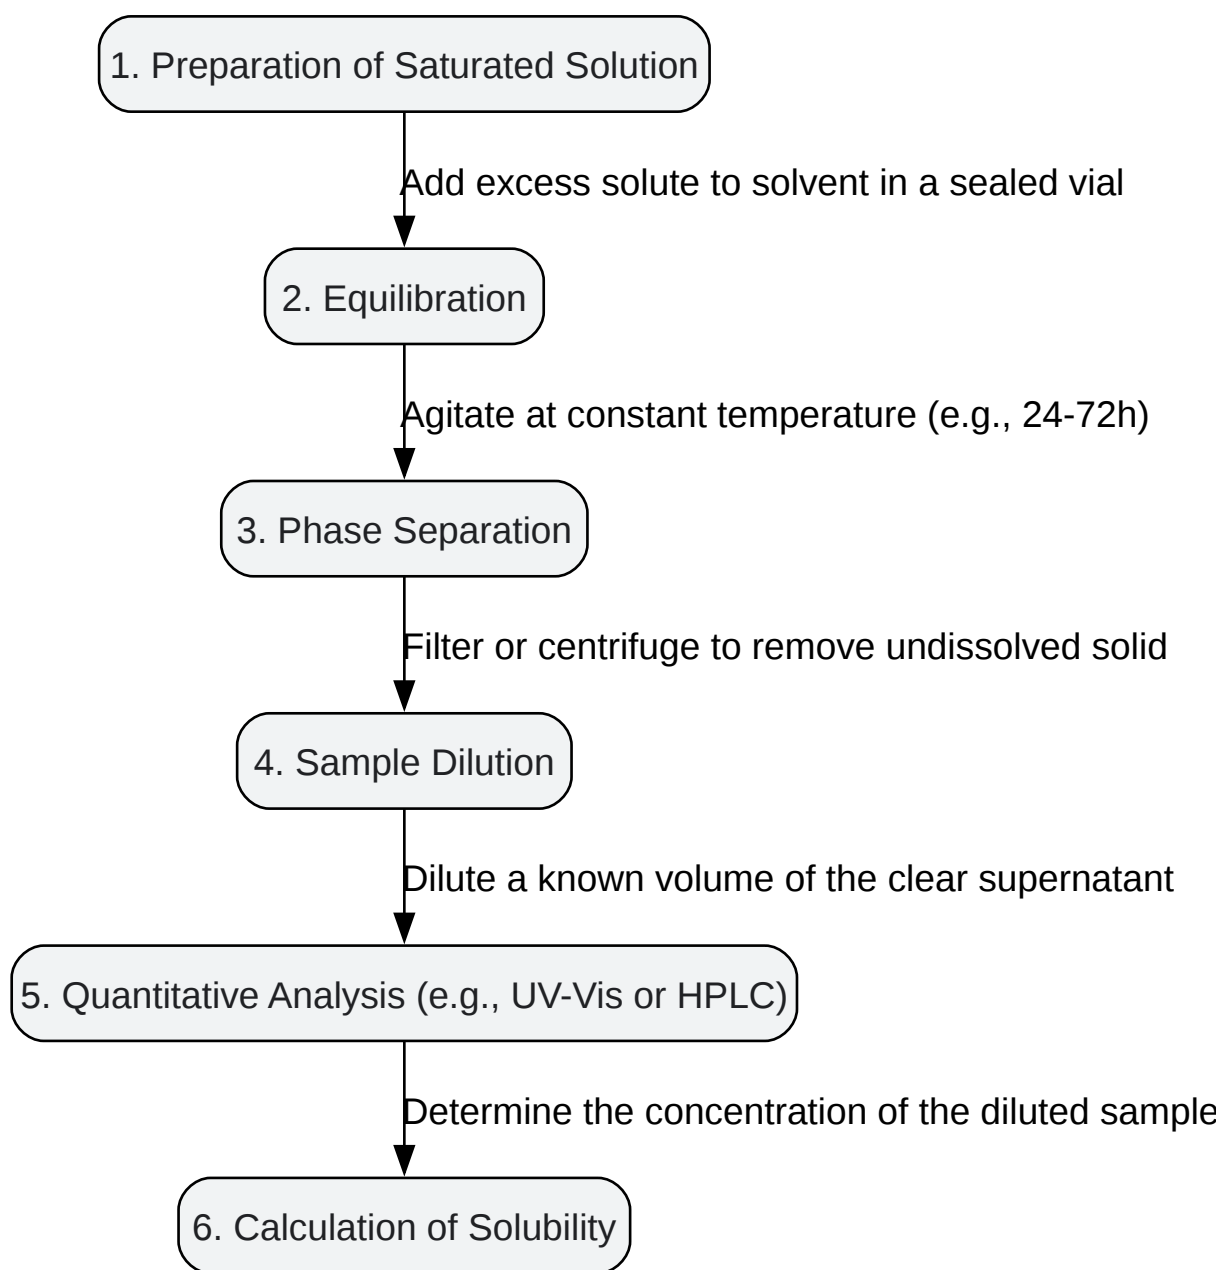 1. Preparation of Saturated Solution
Add excess solute to solvent in a sealed vial
2. Equilibration
Agitate at constant temperature (e.g., 24-72h)
3. Phase Separation
Filter or centrifuge to remove undissolved solid
4. Sample Dilution
Dilute a known volume of the clear supernatant
5. Quantitative Analysis (e.g., UV-Vis or HPLC)
Determine the concentration of the diluted sample
6. Calculation of Solubility